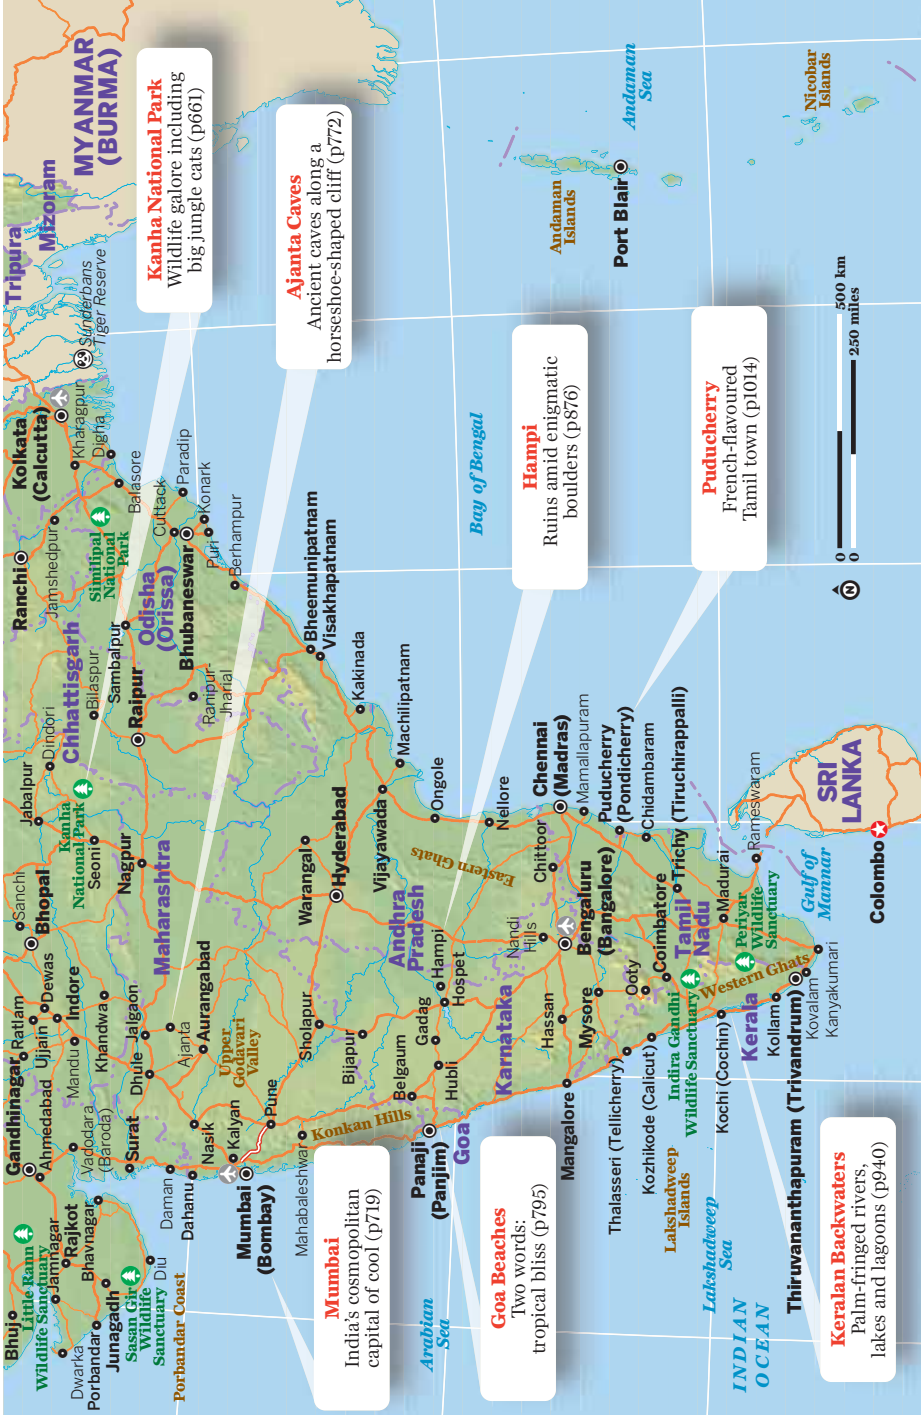 Kanha National Park
Wildlife galore including
big jungle cats (p661)
Ajanta Caves
Ancient caves along a
horseshoe-shaped cliff (p772)
Hampi
Ruins amid enigmatic
boulders (p876)
Puducherry
French-flavoured
Tamil town (p1014)
Mumbai
India's cosmopolitan
capital of cool (p719)
Goa Beaches
Two words:
tropical bliss (p795)
Keralan Backwaters
Palm-fringed rivers,
lakes and lagoons (p940)
MYANMAR
(BURMA)
Tripura
Mizoram
Sunderbans
Tiger Reserve
Kolkata
(Calcutta)
Kharagpur
Digha
Balasore
Ranchi
Jamshedpur
Similipal
National
Park
Cuttack
Paradip
Konark
Puri
Bhubaneswar
Odisha
(Orissa)
Berhampur
Chhattisgarh
Bilaspur
Sambalpur
Raipur
Ranipur-
Jharial
Bheemunipatnam
Visakhapatnam
Kakinada
Machilipatnam
Dindori
Jabalpur
Kanha
National Park
Seoni
Nagpur
Maharashtra
Sanchi
Bhopal
Dewas
Ratlam
Ujjain
Indore
Mandu
Khandwa
Gandhinagar
Ahmedabad
Vadodara
(Baroda)
Surat
Dhule
Jalgaon
Ajanta
Aurangabad
Upper
Godavari
Valley
Nasik
Kalyan
Pune
Mahabaleshwar
Daman
Dahanu
Mumbai
(Bombay)
Bhuj
Little Rann
Wildlife Sanctuary
Jamnagar
Rajkot
Bhavnagar
Dwarka
Porbandar
Junagadh
Sasan Gir
Wildlife
Sanctuary
Diu
Porbandar Coast
Warangal
Hyderabad
Vijayawada
Ongole
Nellore
Eastern Ghats
Andhra
Pradesh
Sholapur
Bijapur
Belgaum
Gadag
Hampi
Hospet
Hubli
Konkan Hills
Panaji
(Panjim)
Goa
Arabian
Sea
Karnataka
Nandi
Hills
Chittoor
Chennai
(Madras)
Mamallapuram
Puducherry
(Pondicherry)
Chidambaram
Bengaluru
(Bangalore)
Hassan
Mysore
Mangalore
Ooty
Coimbatore
Tamil
Nadu
Trichy (Tiruchirappalli)
Madurai
Rameswaram
Thalasseri (Tellicherry)
Kozhikode (Calicut)
Indira Gandhi
Wildlife Sanctuary
Kochi (Cochin)
Kerala
Western Ghats
Periyar
Wildlife
Sanctuary
Kollam
Thiruvananthapuram (Trivandrum)
Kovalam
Kanyakumari
Lakshadweep
Islands
Lakshadweep
Sea
INDIAN
OCEAN
Gulf of
Mannar
SRI
LANKA
Colombo
Bay of Bengal
Andaman
Sea
Andaman
Islands
Port Blair
Nicobar
Islands
N
0 500 km
0 250 miles